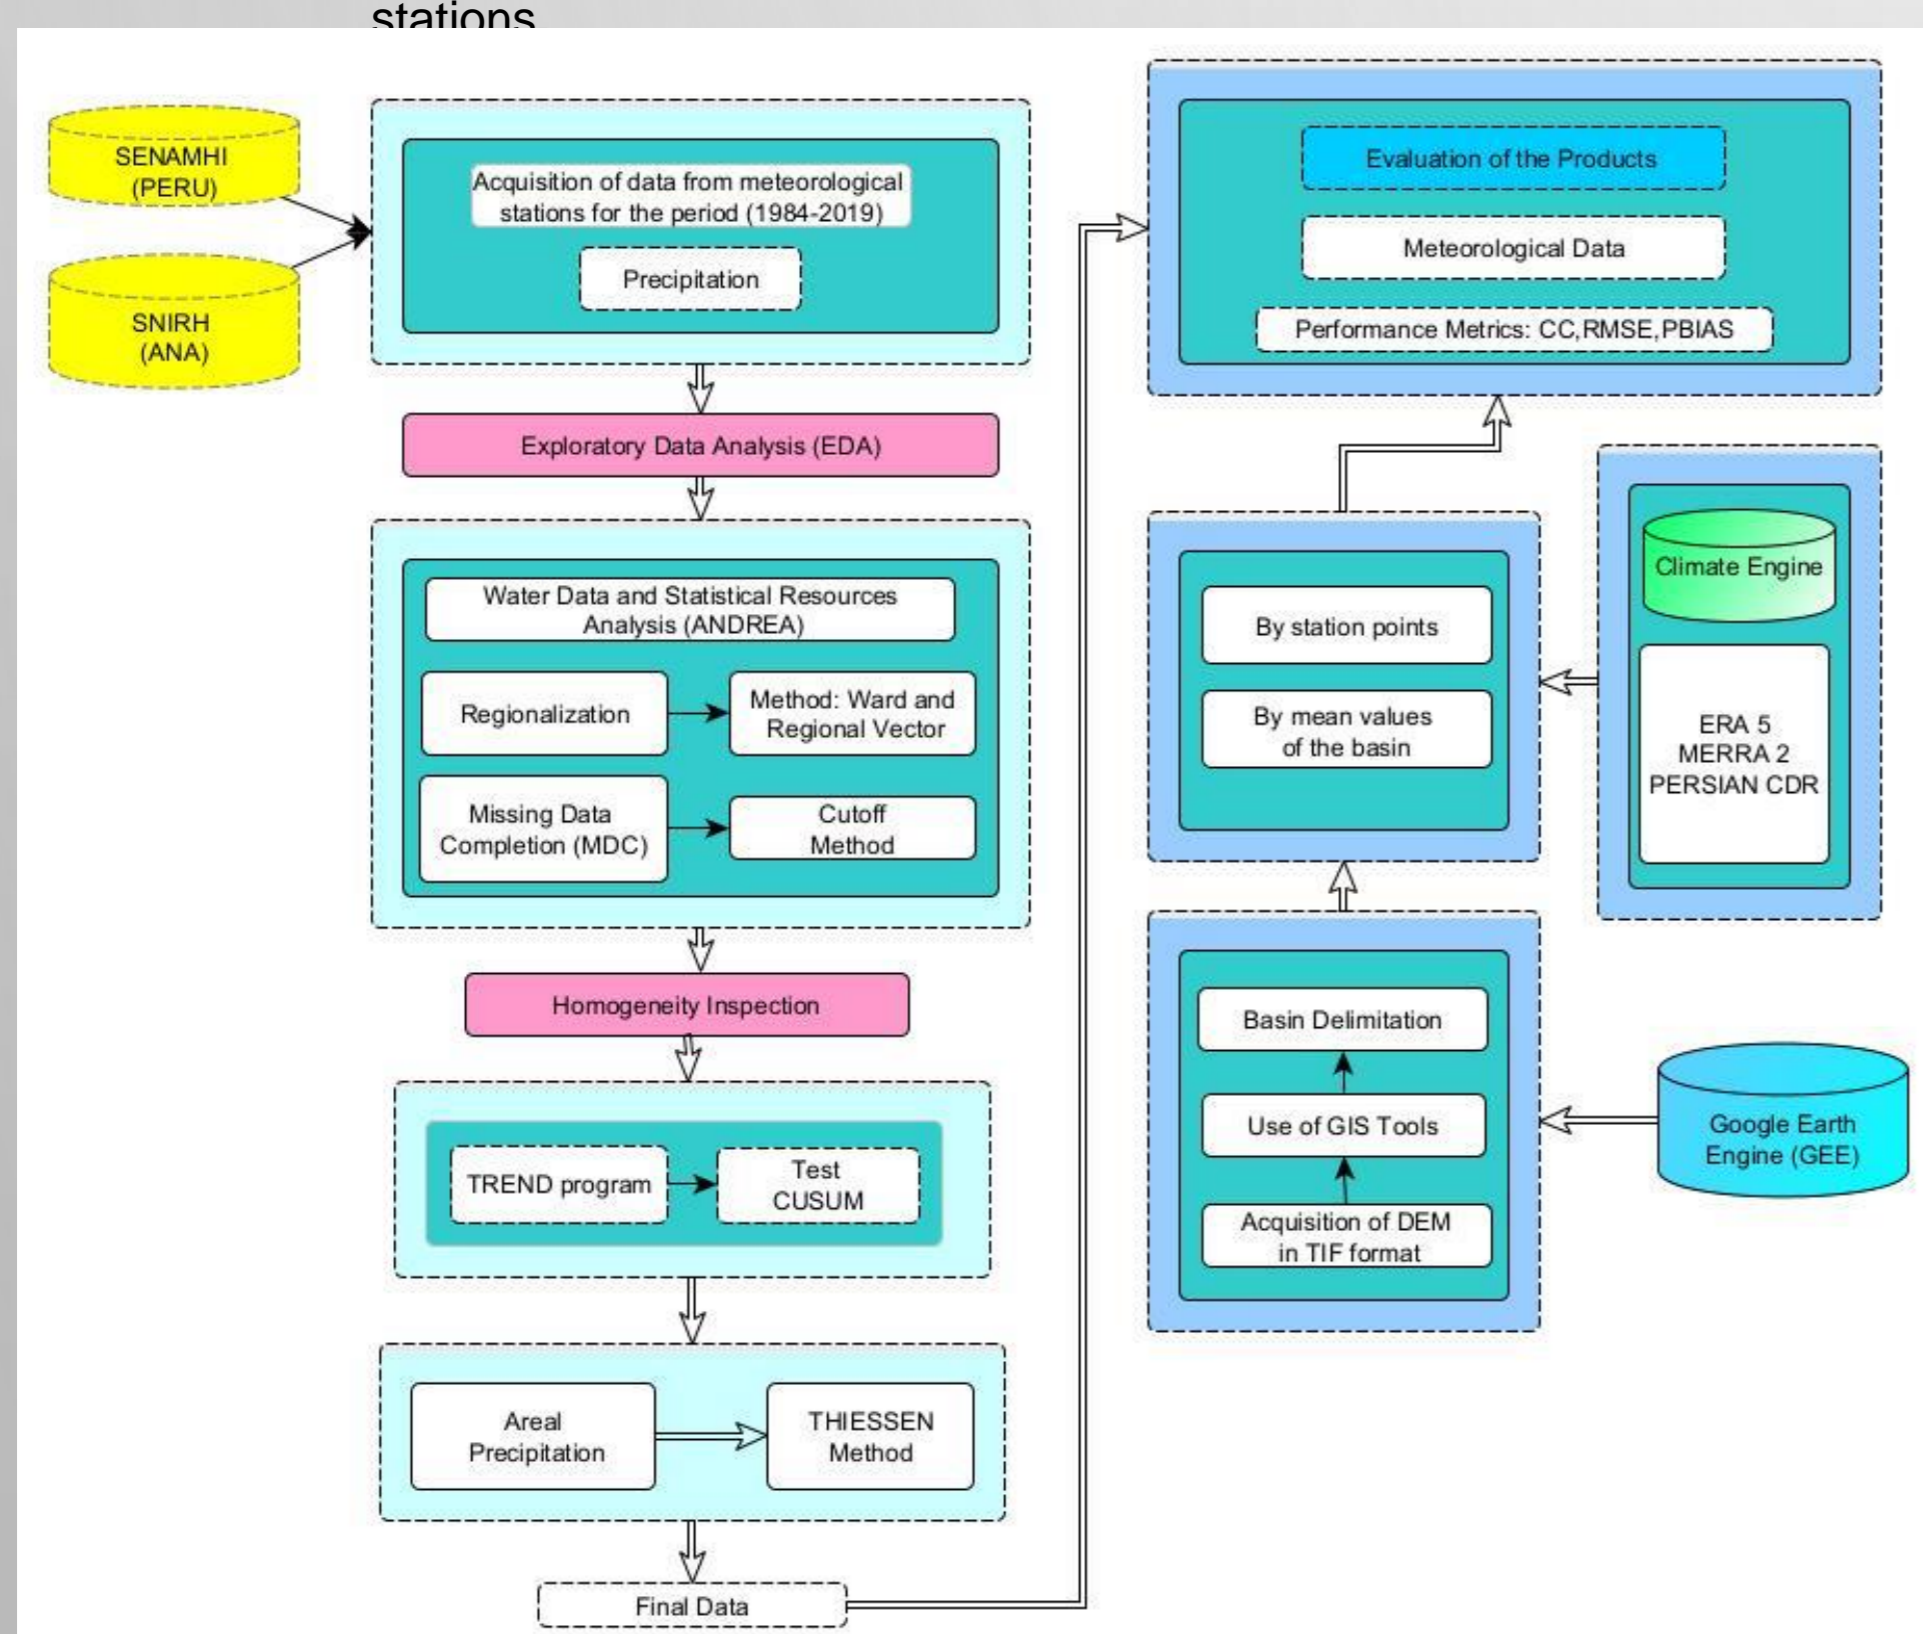 stations
SENAMHI
(PERU)
SNIRH
(ANA)
Acquisition of data from meteorological
stations for the period (1984-2019)
Precipitation
Exploratory Data Analysis (EDA)
Water Data and Statistical Resources
Analysis (ANDREA)
Regionalization
Method: Ward and
Regional Vector
Missing Data
Completion (MDC)
Cutoff
Method
Homogeneity Inspection
TREND program
Test
CUSUM
Areal
Precipitation
THIESSEN
Method
Final Data
Evaluation of the Products
Meteorological Data
Performance Metrics: CC,RMSE,PBIAS
By station points
By mean values
of the basin
Climate Engine
ERA 5
MERRA 2
PERSIAN CDR
Basin Delimitation
Use of GIS Tools
Acquisition of DEM
in TIF format
Google Earth
Engine (GEE)